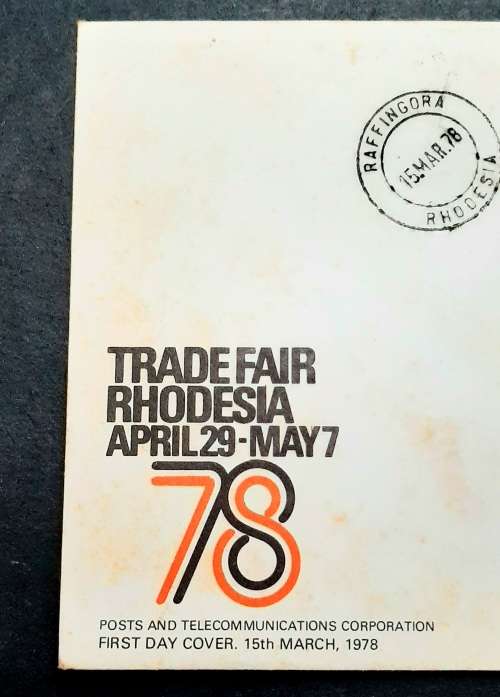 RAFFINGORA
15.MAR.78
RHODESIA
TRADE FAIR
RHODESIA
APRIL 29 - MAY 7
78
POSTS AND TELECOMMUNICATIONS CORPORATION
FIRST DAY COVER. 15th MARCH, 1978